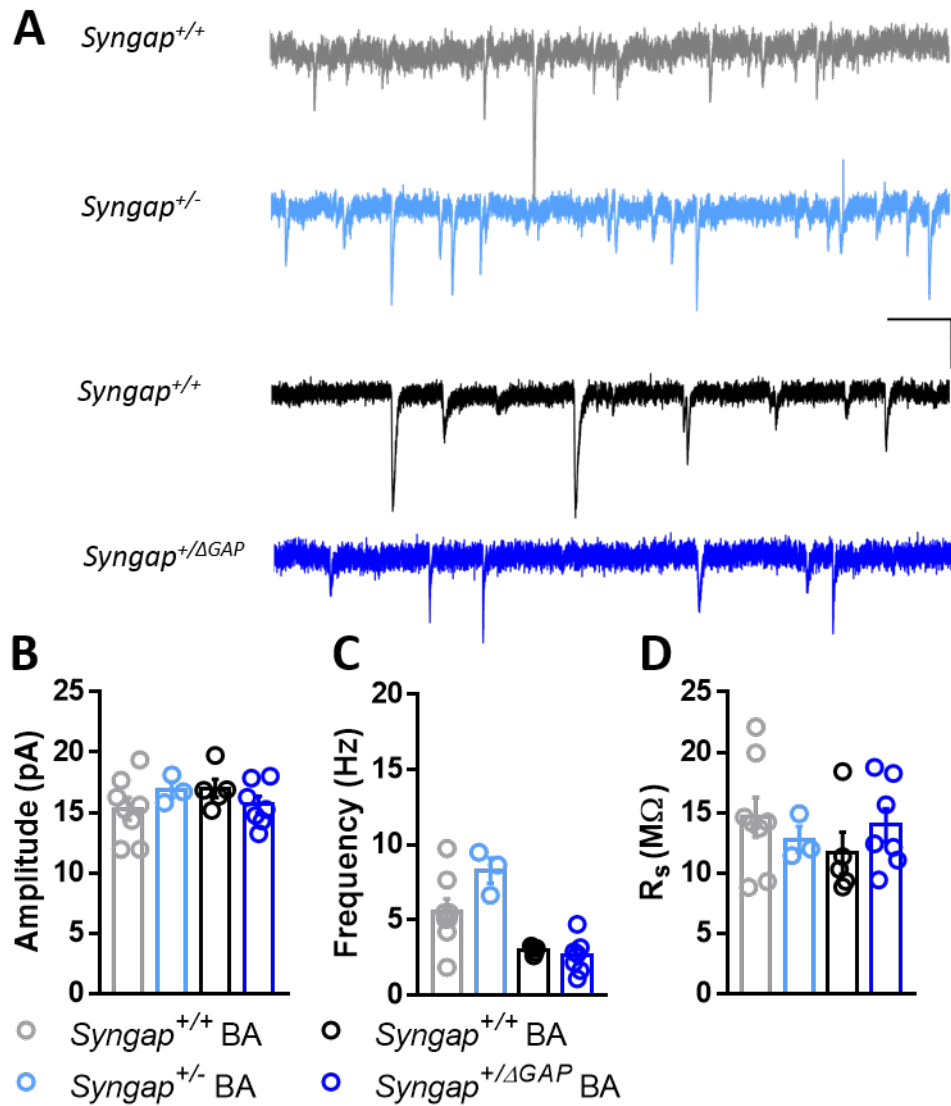 A
Syngap+/+
Syngap+/-
Syngap+/+
Syngap+/ΔGAP
B
C
D
Amplitude (pA)
25
20
15
10
5
0
Frequency (Hz)
20
15
10
5
0
Rs (MΩ)
25
20
15
10
5
0
Syngap+/+ BA
Syngap+/+ BA
Syngap+/- BA
Syngap+/ΔGAP BA